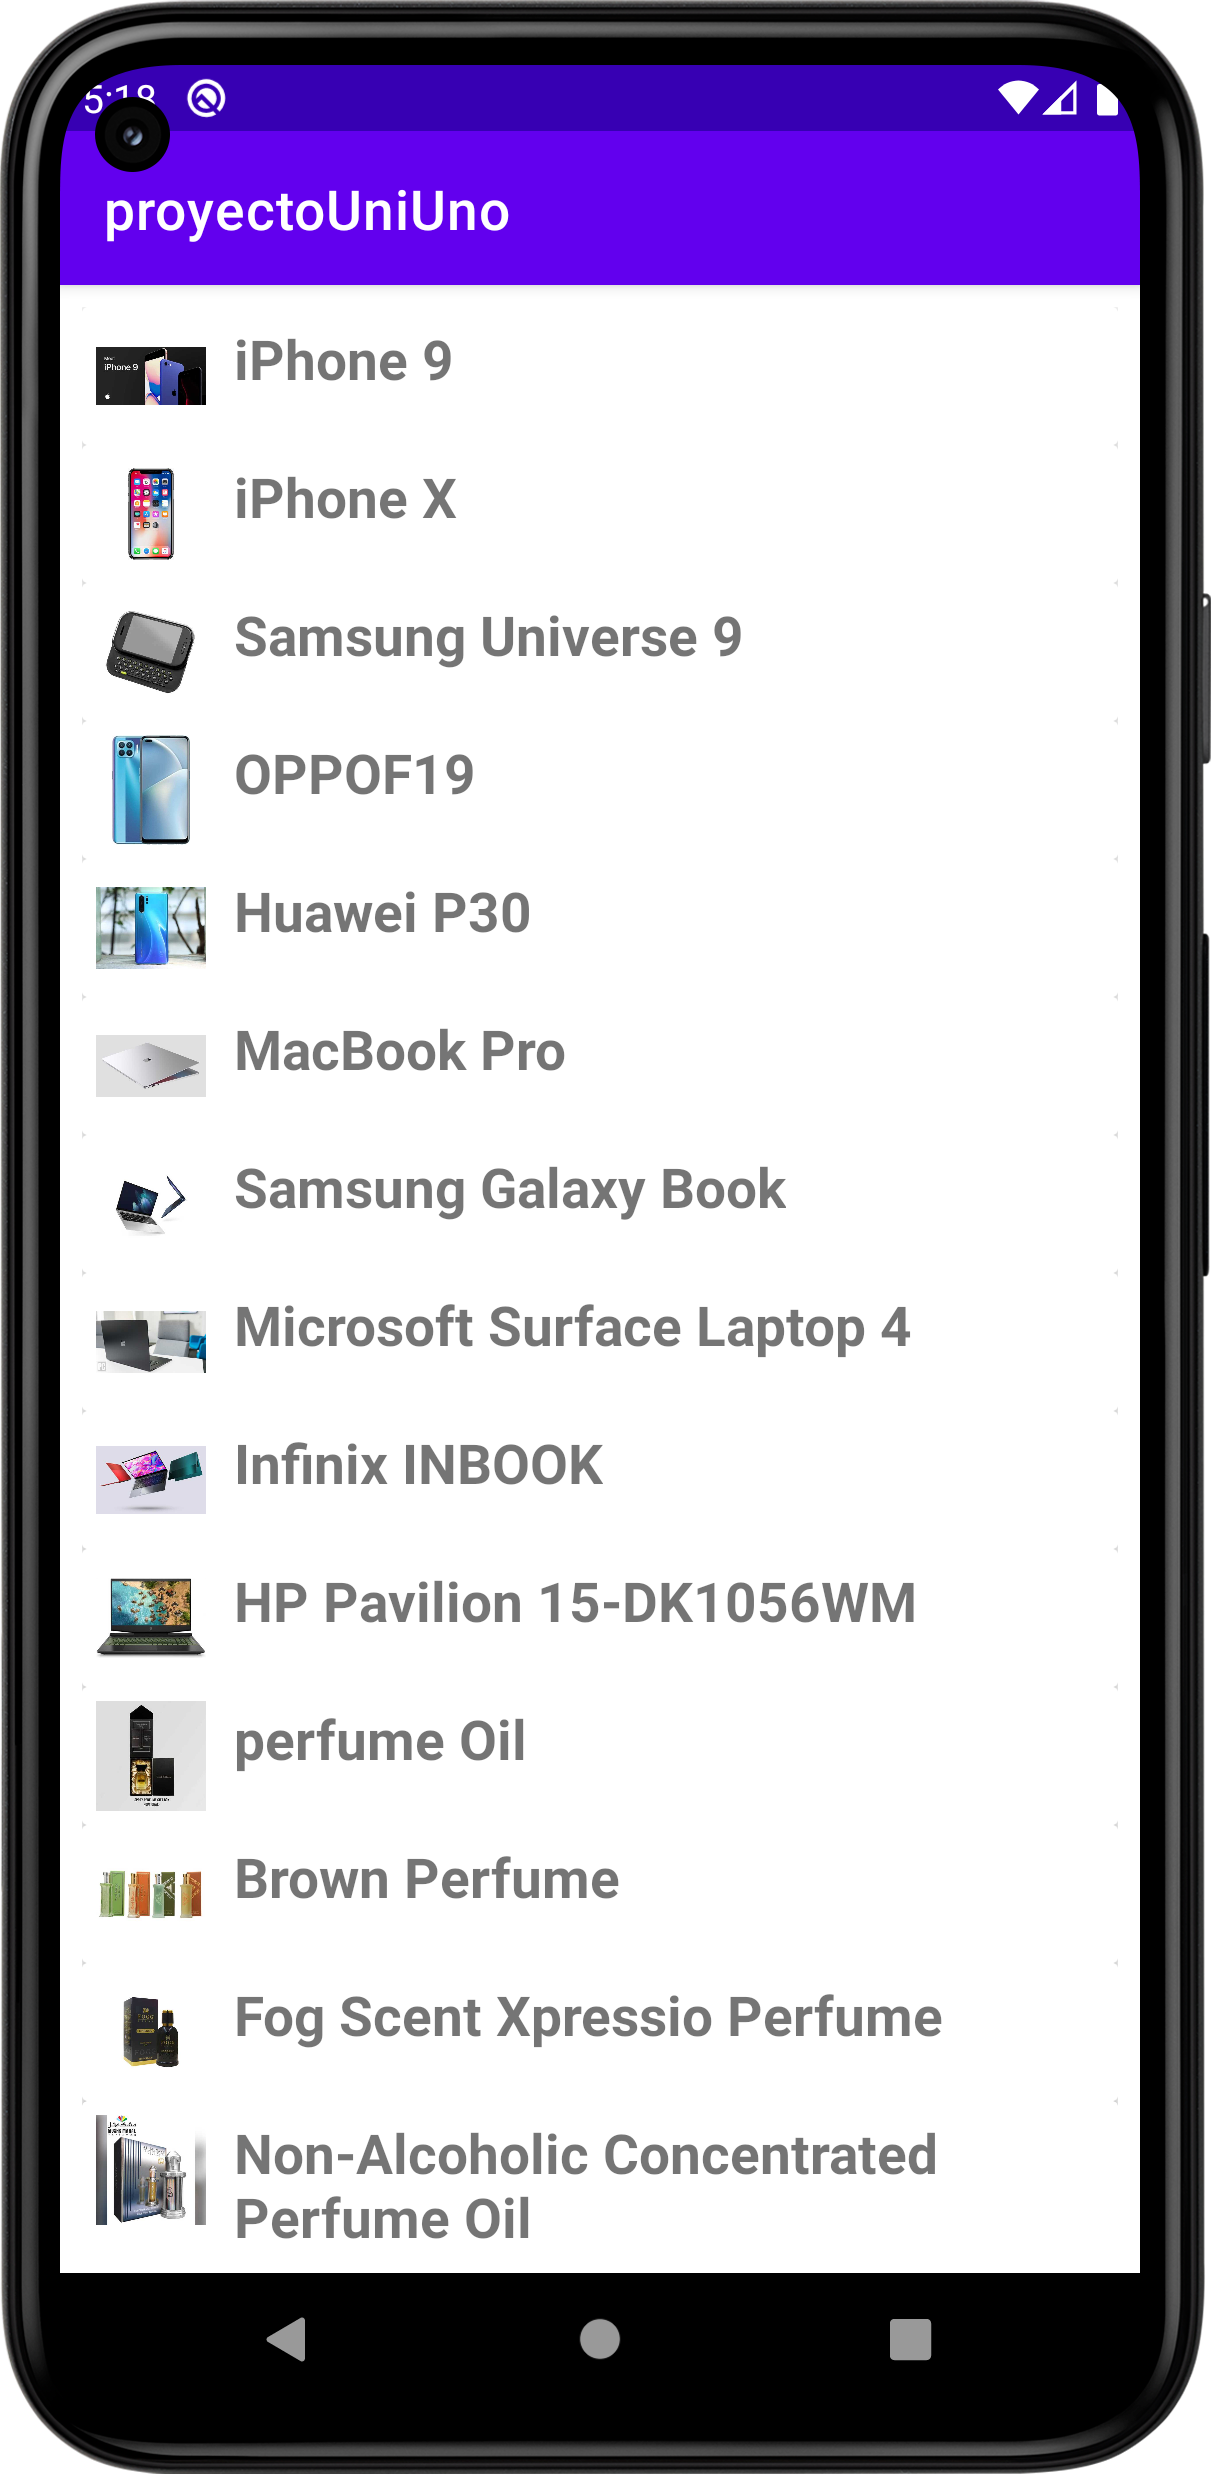 5:18
proyectoUniUno
iPhone 9
iPhone 9
iPhone X
Samsung Universe 9
OPPOF19
Huawei P30
MacBook Pro
Samsung Galaxy Book
Microsoft Surface Laptop 4
Infinix INBOOK
HP Pavilion 15-DK1056WM
perfume Oil
Brown Perfume
Fog Scent Xpressio Perfume
Non-Alcoholic Concentrated
Perfume Oil